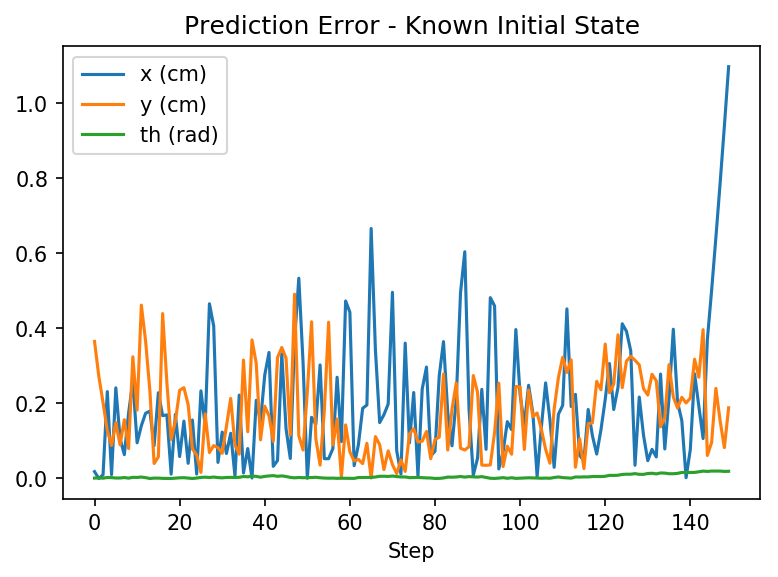 Prediction Error - Known Initial State
x (cm)
y (cm)
th (rad)
1.0
0.8
0.6
0.4
0.2
0.0
0 20 40 60 80 100 120 140
Step